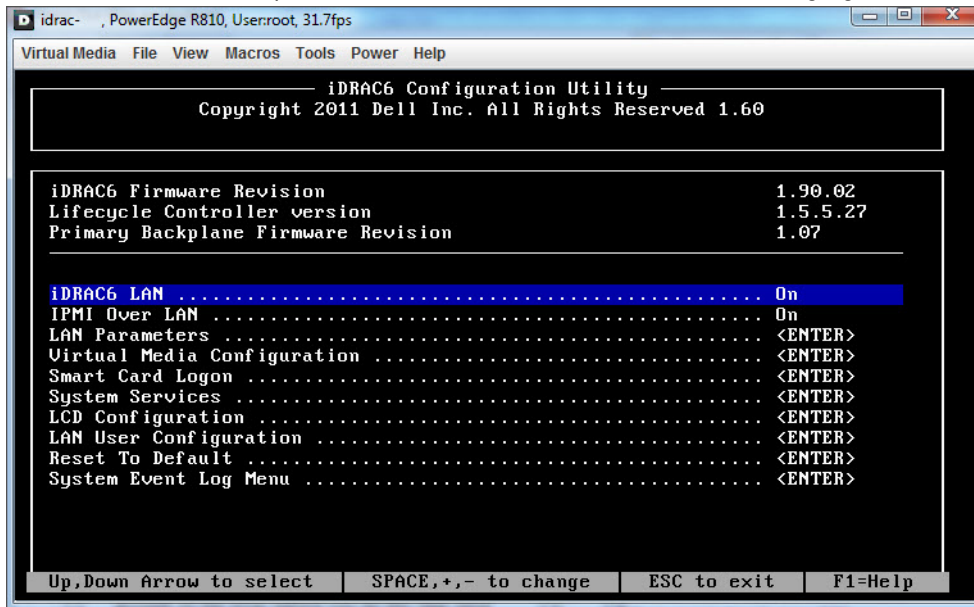 idrac- , PowerEdge R810, User:root, 31.7fps
Virtual Media File View Macros Tools Power Help
iDRAC6 Configuration Utility
Copyright 2011 Dell Inc. All Rights Reserved 1.60
iDRAC6 Firmware Revision 1.90.02
Lifecycle Controller version 1.5.5.27
Primary Backplane Firmware Revision 1.07
iDRAC6 LAN .................................................. On
IPMI Over LAN ............................................... On
LAN Parameters .............................................. <ENTER>
Virtual Media Configuration ................................. <ENTER>
Smart Card Logon ............................................ <ENTER>
System Services ............................................. <ENTER>
LCD Configuration ........................................... <ENTER>
LAN User Configuration ...................................... <ENTER>
Reset To Default ............................................ <ENTER>
System Event Log Menu ....................................... <ENTER>
Up,Down Arrow to select SPACE,+,- to change ESC to exit F1=Help